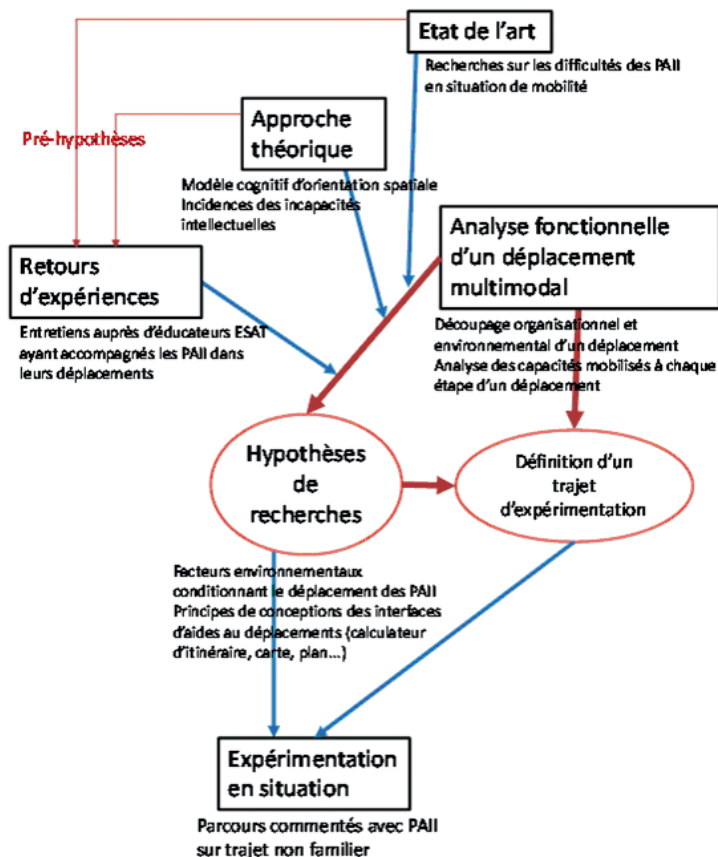 Etat de l'art
Recherches sur les difficultés des PAII
en situation de mobilité
Pré-hypothèses
Approche
théorique
Modèle cognitif d'orientation spatiale
Incidences des incapacités
intellectuelles
Analyse fonctionnelle
d'un déplacement
multimodal
Retours
d'expériences
Entretiens auprès d'éducateurs ESAT
ayant accompagnés les PAII dans
leurs déplacements
Découpage organisationnel et
environnemental d'un déplacement
Analyse des capacités mobilisés à chaque
étape d'un déplacement
Hypothèses
de
recherches
Définition d'un
trajet
d'expérimentation
Facteurs environnementaux
conditionnant le déplacement des PAII
Principes de conceptions des interfaces
d'aides au déplacements (calculateur
d'itinéraire, carte, plan...)
Expérimentation
en situation
Parcours commentés avec PAII
sur trajet non familier